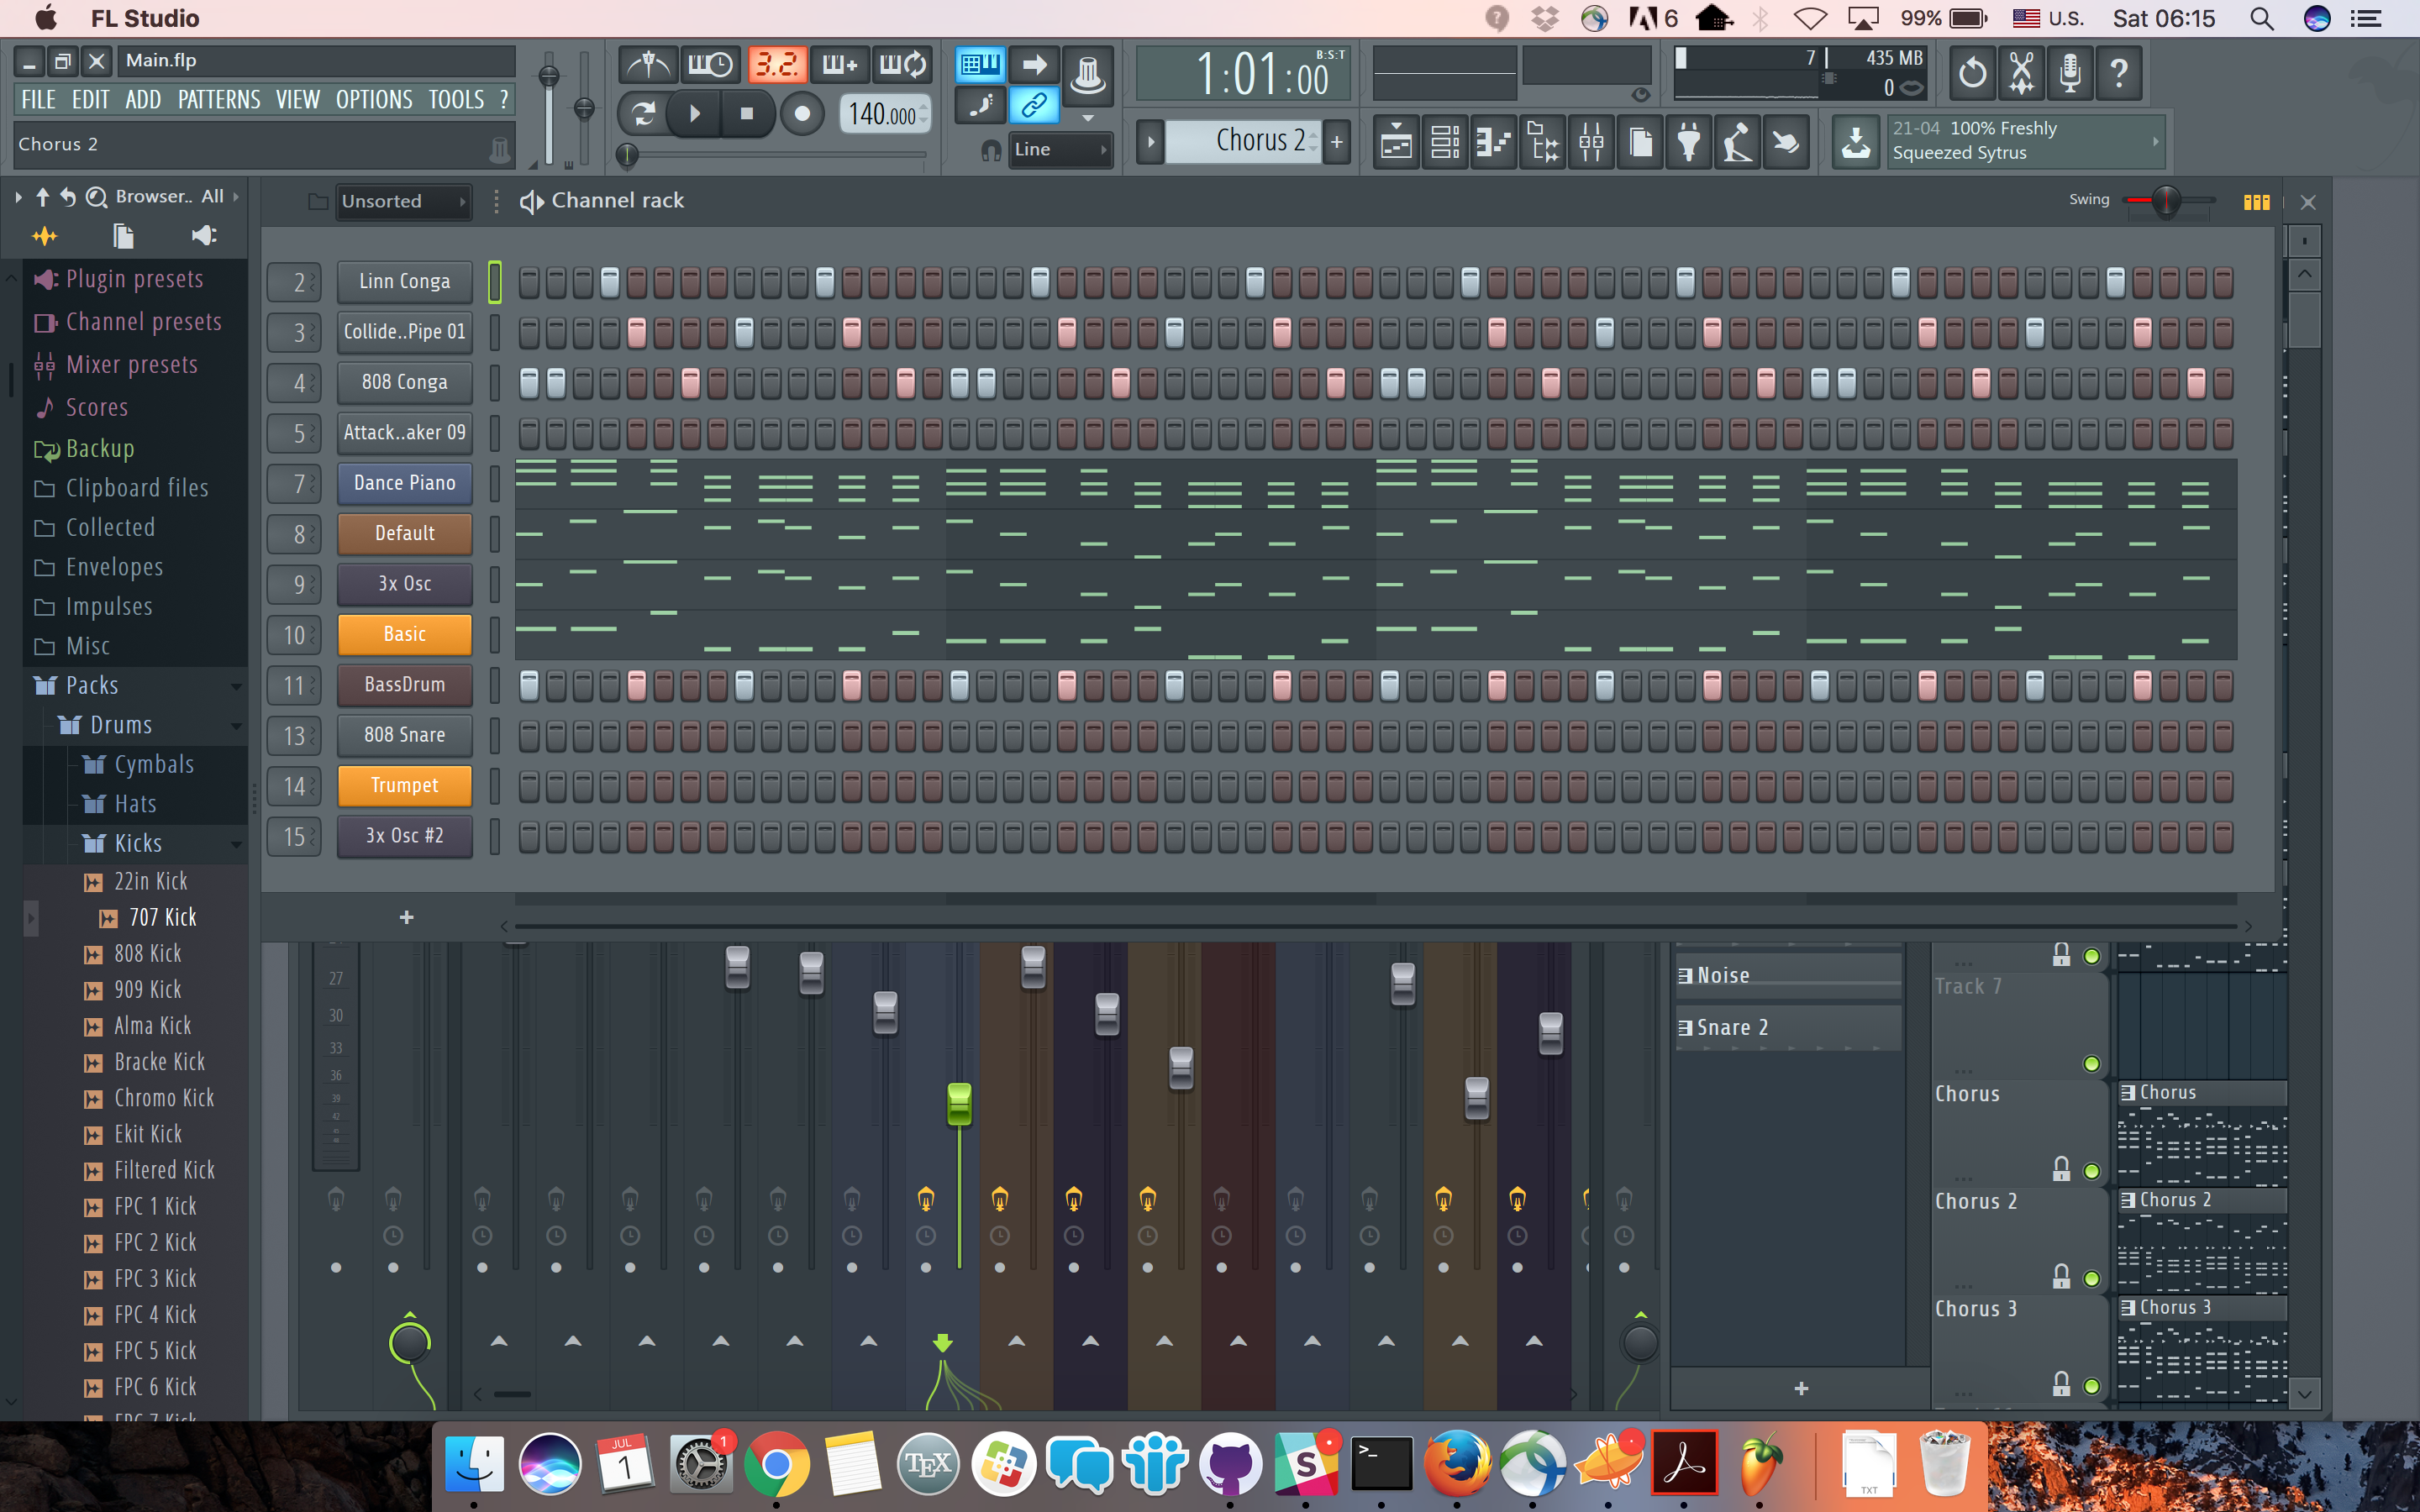 FL Studio
6
99%
U.S.
Sat 06:15
Main.flp
FILE EDIT ADD PATTERNS VIEW OPTIONS TOOLS ?
Chorus 2
3.2.
140.000
Line
1:01:00
B:S:T
Chorus 2
+
7
435 MB
0
?
21-04 100% Freshly
Squeezed Sytrus
Browser.. All
Unsorted
Channel rack
Swing
Plugin presets
Channel presets
Mixer presets
Scores
Backup
Clipboard files
Collected
Envelopes
Impulses
Misc
Packs
Drums
Cymbals
Hats
Kicks
22in Kick
707 Kick
808 Kick
909 Kick
Alma Kick
Bracke Kick
Chromo Kick
Ekit Kick
Filtered Kick
FPC 1 Kick
FPC 2 Kick
FPC 3 Kick
FPC 4 Kick
FPC 5 Kick
FPC 6 Kick
FPC 7 Kick
2 Linn Conga
3 Collide..Pipe 01
4 808 Conga
5 Attack..aker 09
7 Dance Piano
8 Default
9 3x Osc
10 Basic
11 BassDrum
13 808 Snare
14 Trumpet
15 3x Osc #2
+
27
30
33
36
39
42
Noise
Snare 2
+
Track 7
Chorus
Chorus 2
Chorus 3
Chorus
Chorus 2
Chorus 3
JUL
1
1
TEX
S
>_
TXT